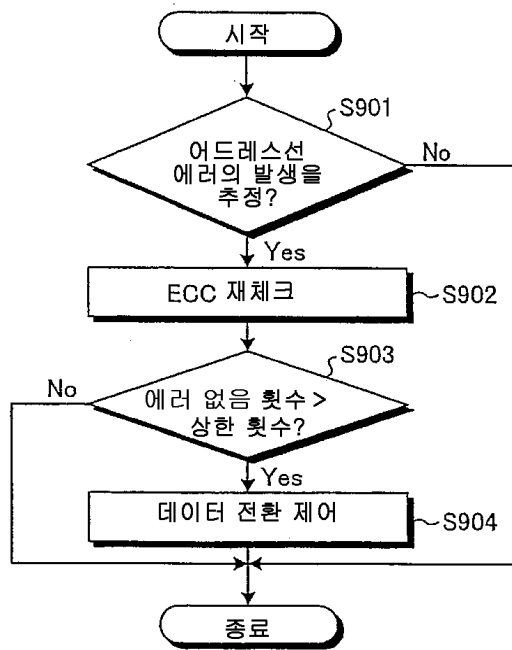 시작
S901
어드레스선
에러의 발생을
추정?
No
Yes
ECC 재체크
S902
S903
No
에러 없음 횟수 >
상한 횟수?
Yes
데이터 전환 제어
S904
종료